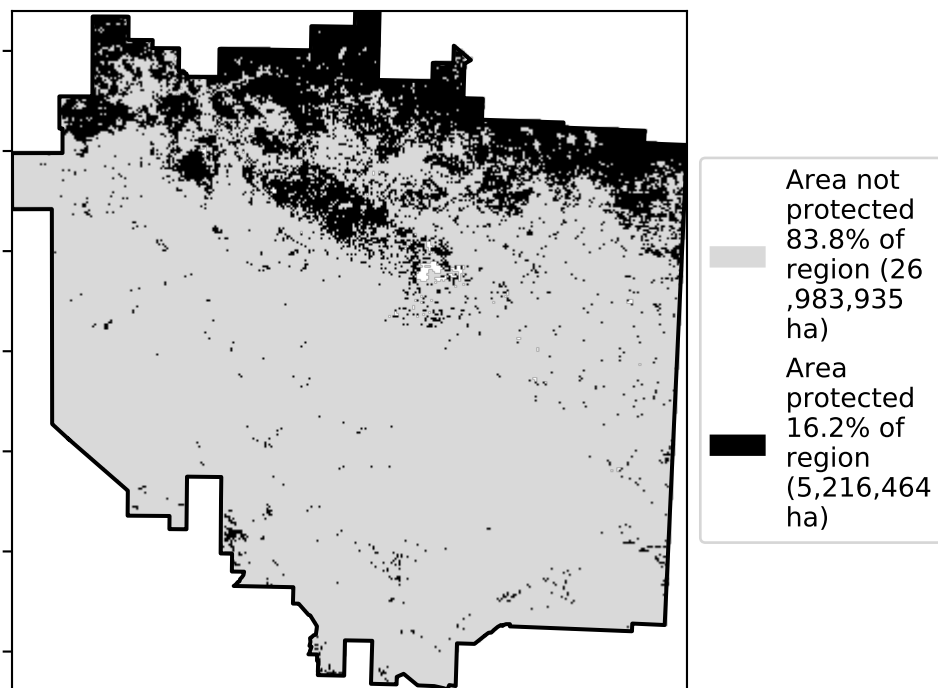 Area not
protected
83.8% of
region (26
,983,935
ha)
Area
protected
16.2% of
region
(5,216,464
ha)